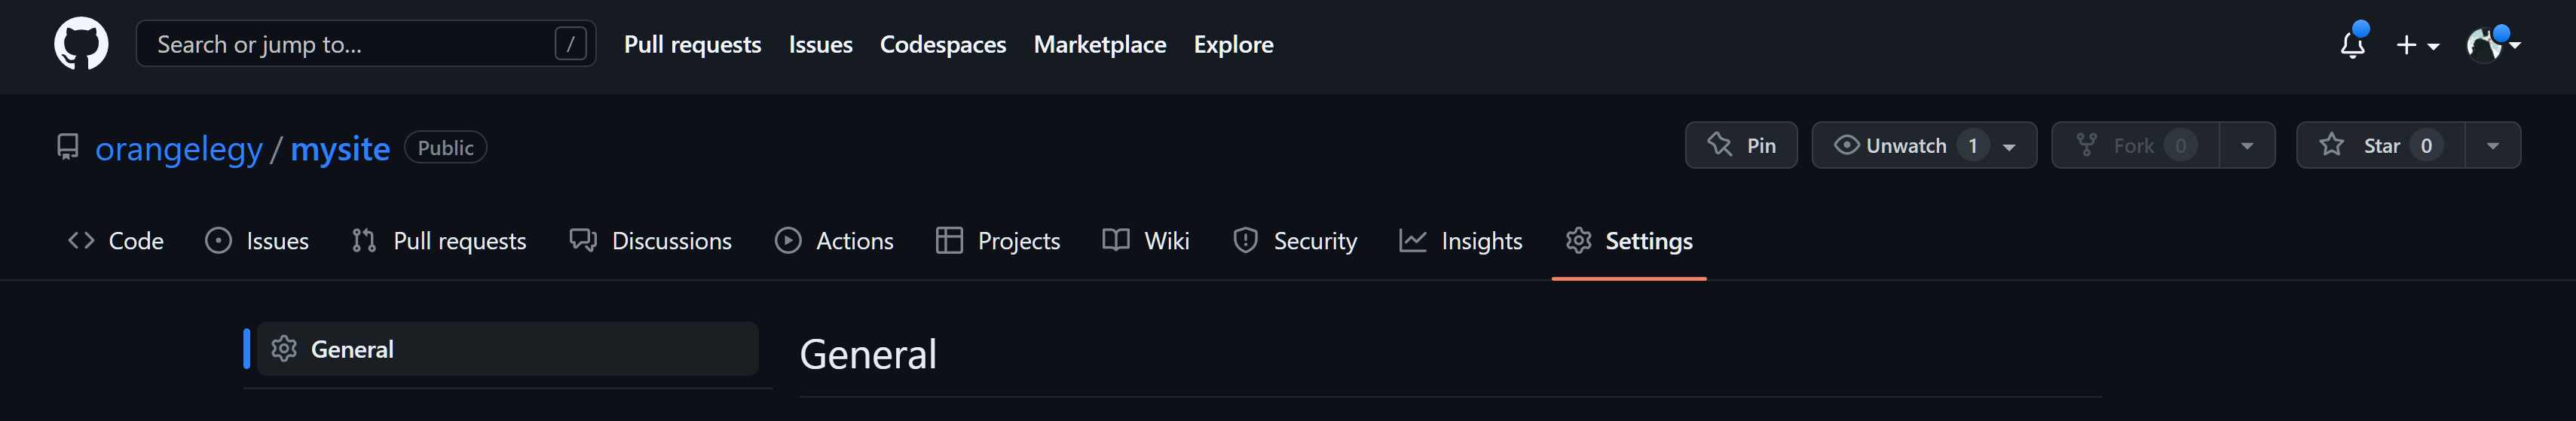 Search or jump to... / Pull requests Issues Codespaces Marketplace Explore
orangelegy / mysite Public Pin Unwatch 1 Fork 0 Star 0
Code Issues Pull requests Discussions Actions Projects Wiki Security Insights Settings
General
General